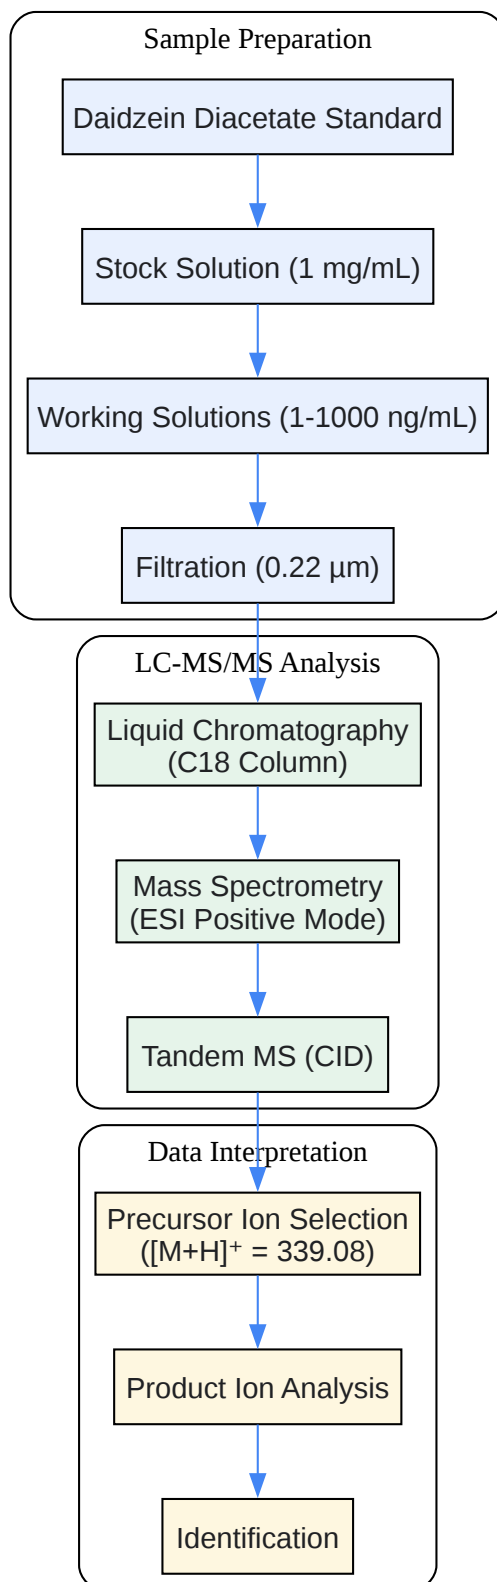 Sample Preparation
Daidzein Diacetate Standard
Stock Solution (1 mg/mL)
Working Solutions (1-1000 ng/mL)
Filtration (0.22 µm)
LC-MS/MS Analysis
Liquid Chromatography
(C18 Column)
Mass Spectrometry
(ESI Positive Mode)
Tandem MS (CID)
Data Interpretation
Precursor Ion Selection
([M+H]⁺ = 339.08)
Product Ion Analysis
Identification